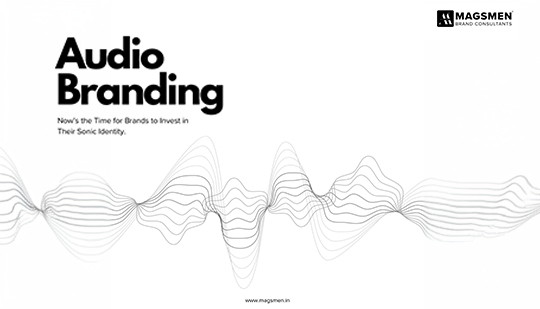 MAGSMEN
BRAND CONSULTANTS
Audio
Branding
Now's the Time for Brands to Invest in
Their Sonic Identity.
www.magsmen.in